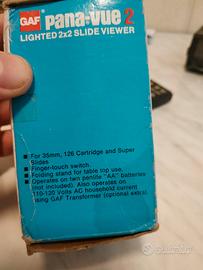 GAF pana-vue 2
LIGHTED 2x2 SLIDE VIEWER
■ For 35mm, 126 Cartridge and Super
Slides
■ Finger-touch switch.
■ Folding stand for table top use.
■ Operates on two penlite "AA" batteries
(not included). Also operates on
110-120 Volts AC household current
using GAF Transformer (optional extra).